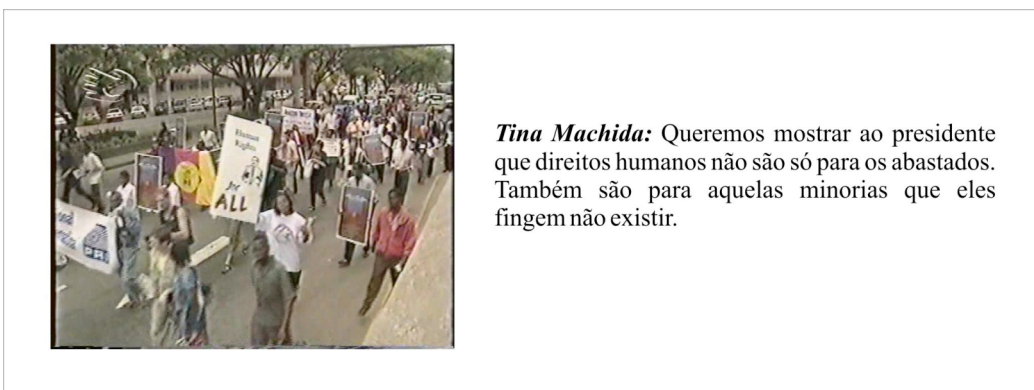 Human
Rights
for
ALL
Tina Machida: Queremos mostrar ao presidente
que direitos humanos não são só para os abastados.
Também são para aquelas minorias que eles
fingem não existir.